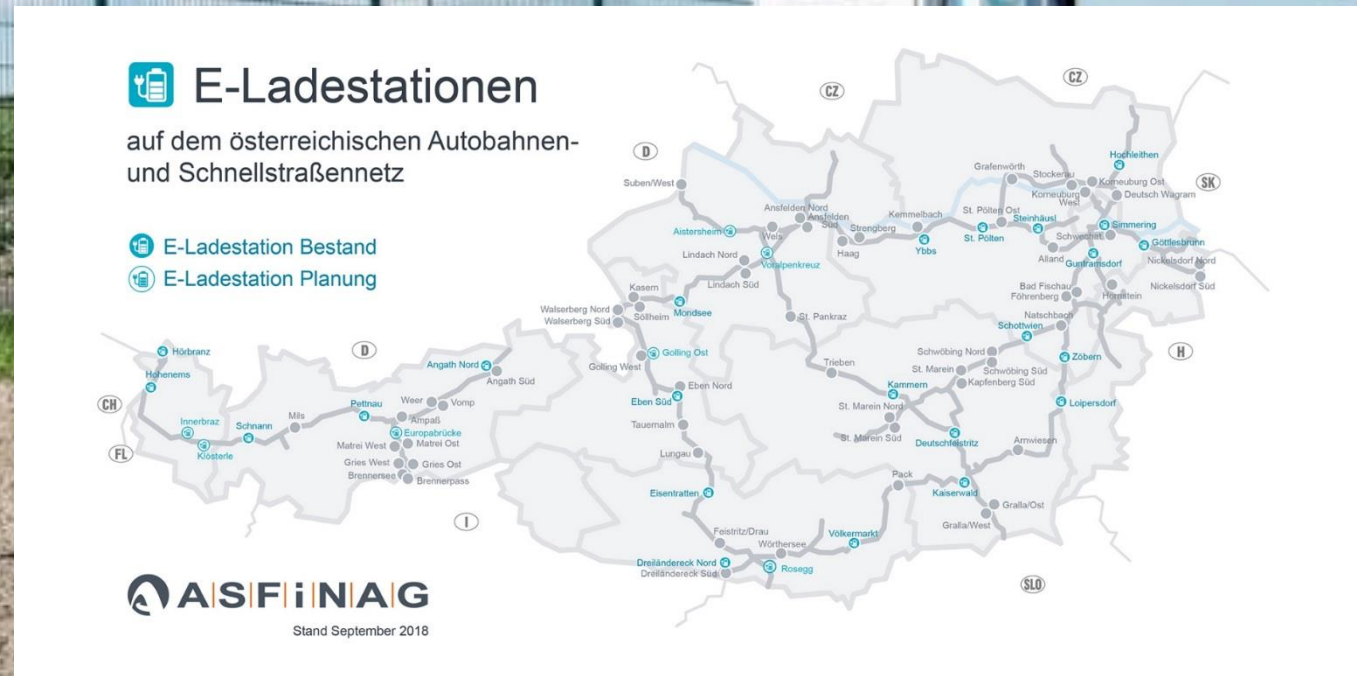 E-Ladestationen
auf dem österreichischen Autobahnen-
und Schnellstraßennetz
E-Ladestation Bestand
E-Ladestation Planung
CZ
CZ
D
Suben/West
Hochleithen
Grafenwörth
Stockerau
Korneuburg Ost
Korneuburg
West
Deutsch Wagram
SK
Ansfelden Nord
Ansfelden
Süd
Kemmelbach
St. Pölten Ost
Steinhäusl
Simmering
Aistersheim
Wels
Strengberg
Haag
Ybbs
St. Pölten
Schwechat
Göttlesbrunn
Lindach Nord
Voralpenkreuz
Alland
Guntramsdorf
Nickelsdorf Nord
Nickelsdorf Süd
Lindach Süd
Kasern
Bad Fischau
Föhrenberg
Hornstein
Walserberg Nord
Walserberg Süd
Söllheim
Mondsee
St. Pankraz
Natschbach
Schottwien
Hörbranz
D
Golling Ost
Golling West
Angath Nord
Angath Süd
Schwöbing Nord
Schwöbing Süd
Zöbern
H
Trieben
St. Marein
Kapfenberg Süd
Hohenems
CH
Eben Nord
Eben Süd
Kammern
Loipersdorf
Pettnau
Weer
Vomp
St. Marein Nord
St. Marein Süd
Innerbraz
Schnann
Mils
Ampaß
Tauernalm
Europabrücke
Deutschfeistritz
Arnwiesen
FL
Klösterle
Matrei West
Matrei Ost
Lungau
Gries West
Gries Ost
Brennersee
Brennerpass
Pack
Kaiserwald
Eisentratten
I
Gralla/Ost
Gralla/West
Feistritz/Drau
Wörthersee
Völkermarkt
Dreiländereck Nord
Dreiländereck Süd
Rosegg
SLO
ASFiNAG
Stand September 2018